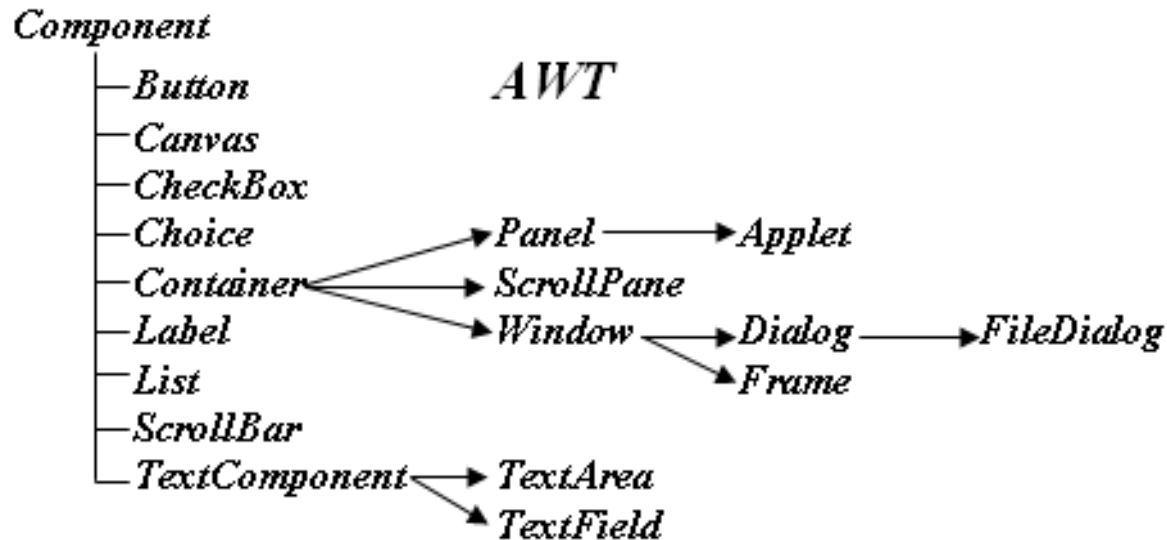 Component
Button AWT
Canvas
CheckBox
Choice Panel Applet
Container ScrollPane
Label Window Dialog FileDialog
List Frame
ScrollBar
TextComponent TextArea
TextField